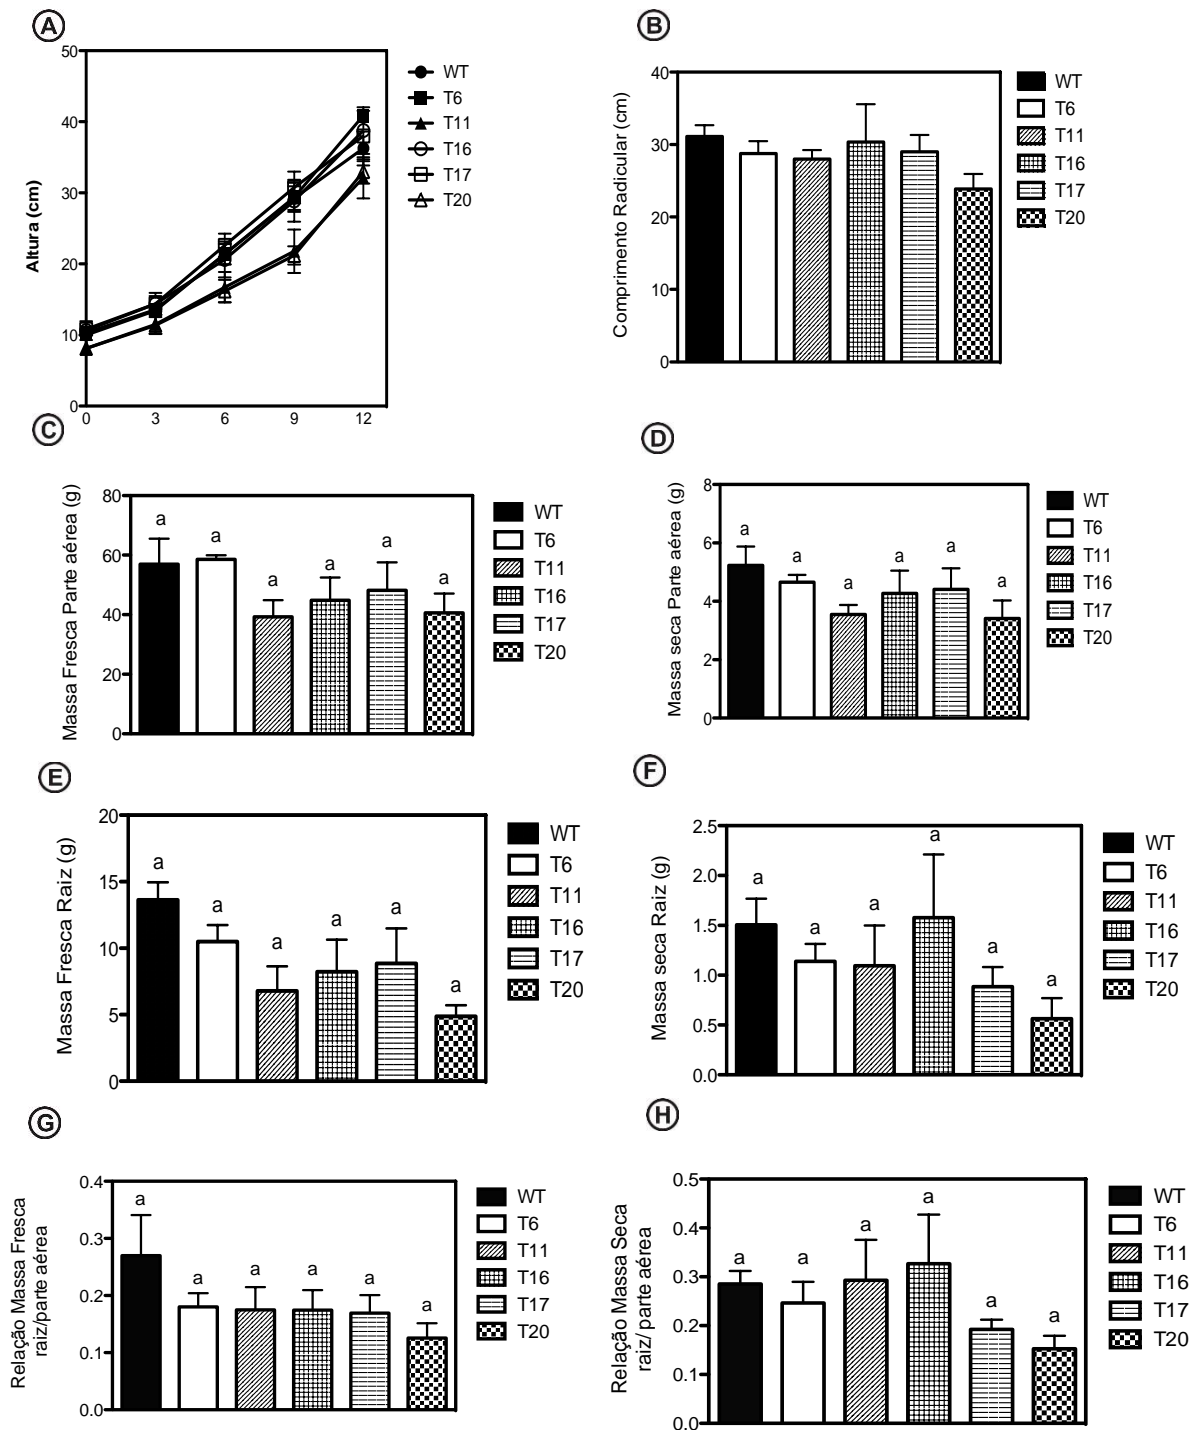 A
Altura (cm)
50
40
30
20
10
0
0 3 6 9 12
WT
T6
T11
T16
T17
T20
B
Comprimento Radicular (cm)
40
30
20
10
0
WT
T6
T11
T16
T17
T20
C
Massa Fresca Parte aérea (g)
80
60
40
20
0
a a a a a a
WT
T6
T11
T16
T17
T20
D
Massa seca Parte aérea (g)
8
6
4
2
0
a a a a a a
WT
T6
T11
T16
T17
T20
E
Massa Fresca Raiz (g)
20
15
10
5
0
a a a a a a
WT
T6
T11
T16
T17
T20
F
Massa seca Raiz (g)
2.5
2.0
1.5
1.0
0.5
0.0
a a a a a a
WT
T6
T11
T16
T17
T20
G
Relação Massa Fresca
raiz/parte aérea
0.4
0.3
0.2
0.1
0.0
a a a a a a
WT
T6
T11
T16
T17
T20
H
Relação Massa Seca
raiz/ parte aérea
0.5
0.4
0.3
0.2
0.1
0.0
a a a a a a
WT
T6
T11
T16
T17
T20